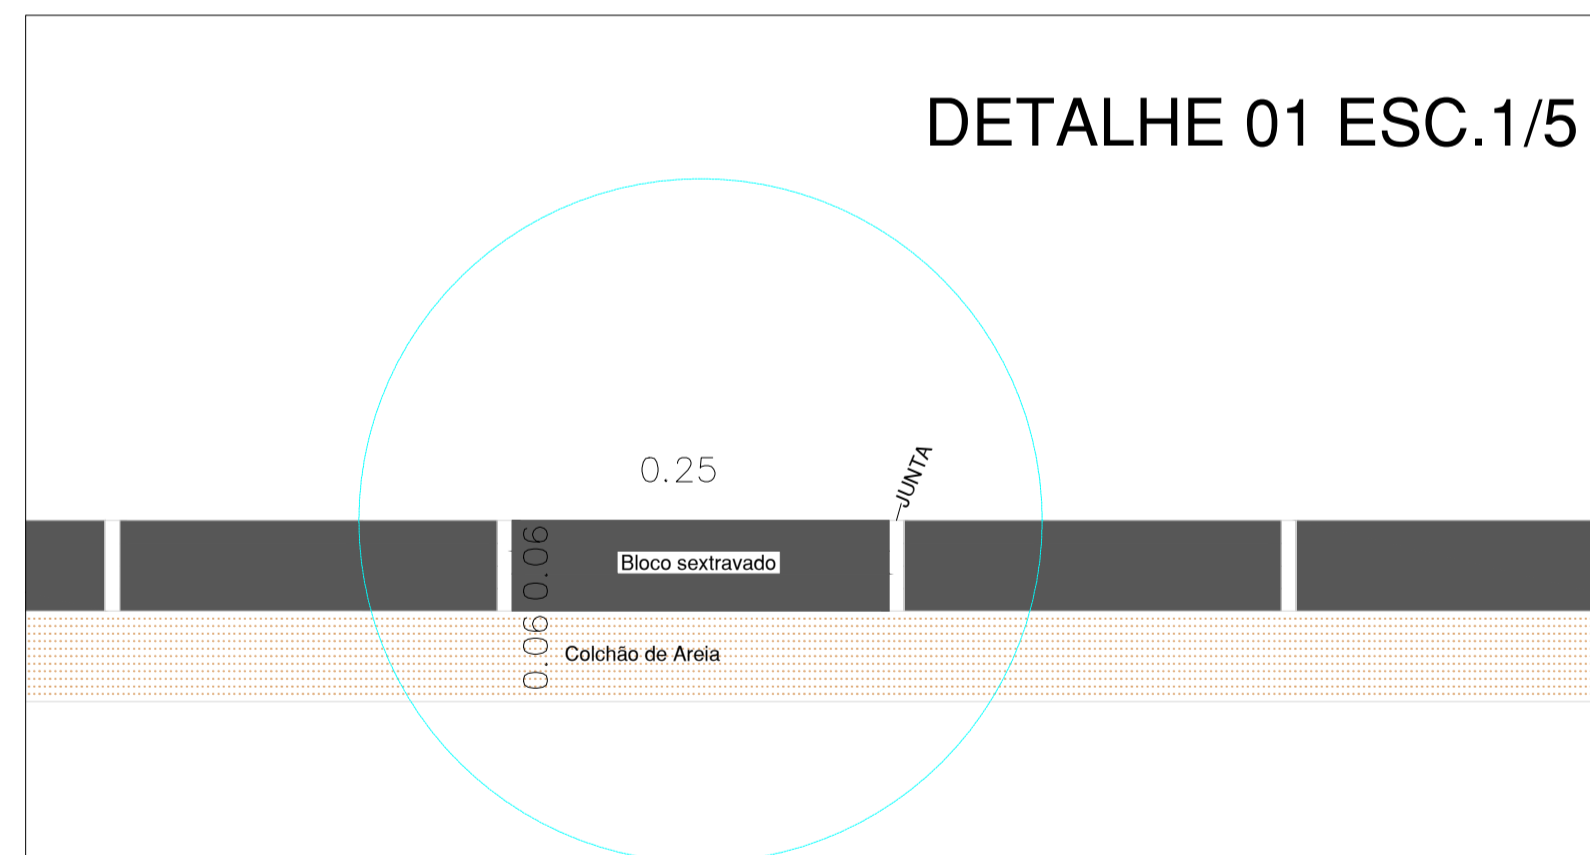 DETALHE 01 ESC.1/5
0.25
JUNTA
0.06
Bloco sextravado
0.06
Colchão de Areia